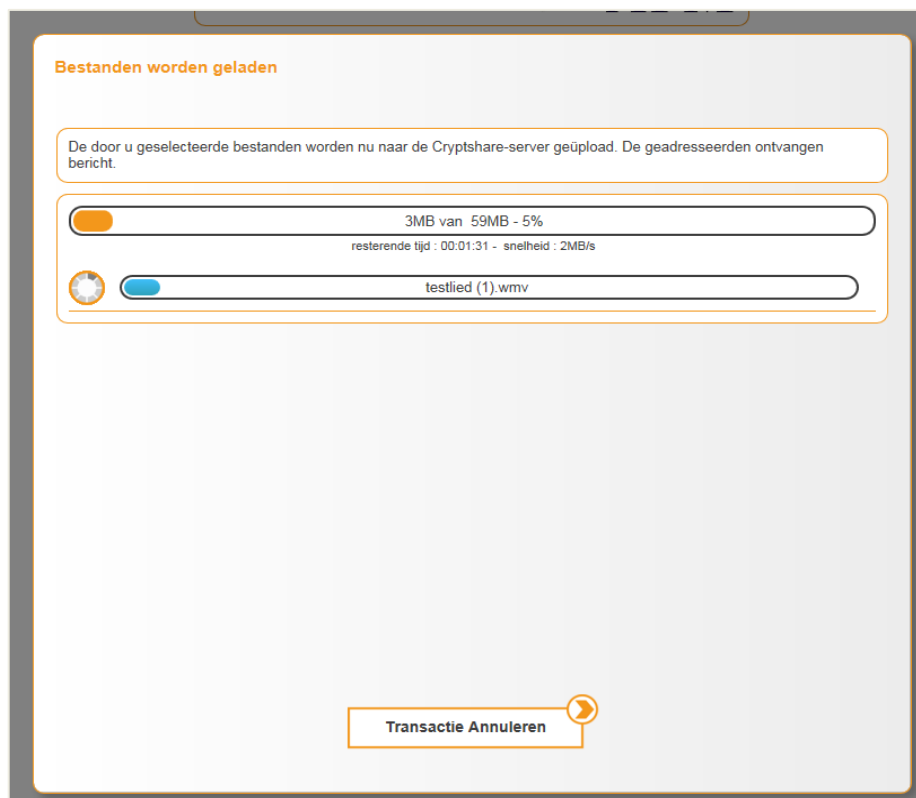 Bestanden worden geladen
De door u geselecteerde bestanden worden nu naar de Cryptshare-server geüpload. De geadresseerden ontvangen
bericht.
3MB van  59MB - 5%
resterende tijd : 00:01:31 -  snelheid : 2MB/s
testlied (1).wmv
Transactie Annuleren